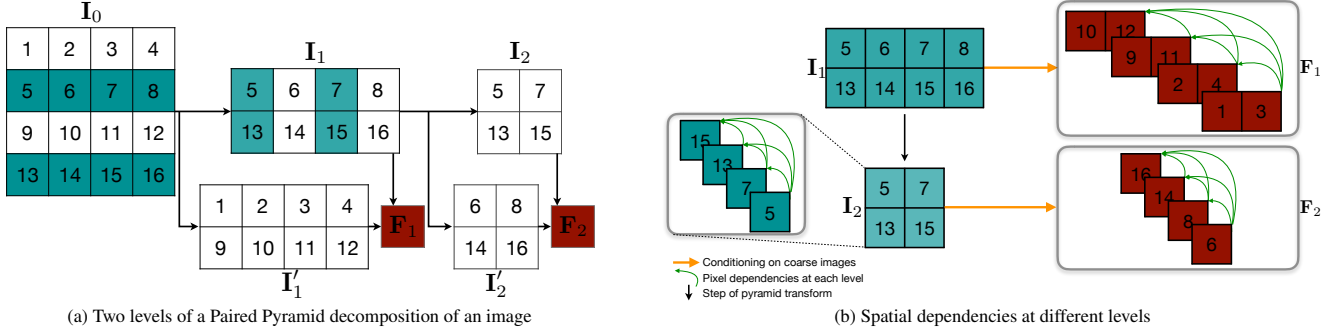 I0
1 2 3 4
5 6 7 8
9 10 11 12
13 14 15 16
I1
5 6 7 8
13 14 15 16
I2
5 7
13 15
1 2 3 4
9 10 11 12
I′1
F1
6 8
14 16
I′2
F2
(a) Two levels of a Paired Pyramid decomposition of an image
I1
5 6 7 8
13 14 15 16
10 12
9 11
2 4
1 3
F1
15
13
7
5
I2
5 7
13 15
16
14
8
6
F2
Conditioning on coarse images
Pixel dependencies at each level
Step of pyramid transform
(b) Spatial dependencies at different levels